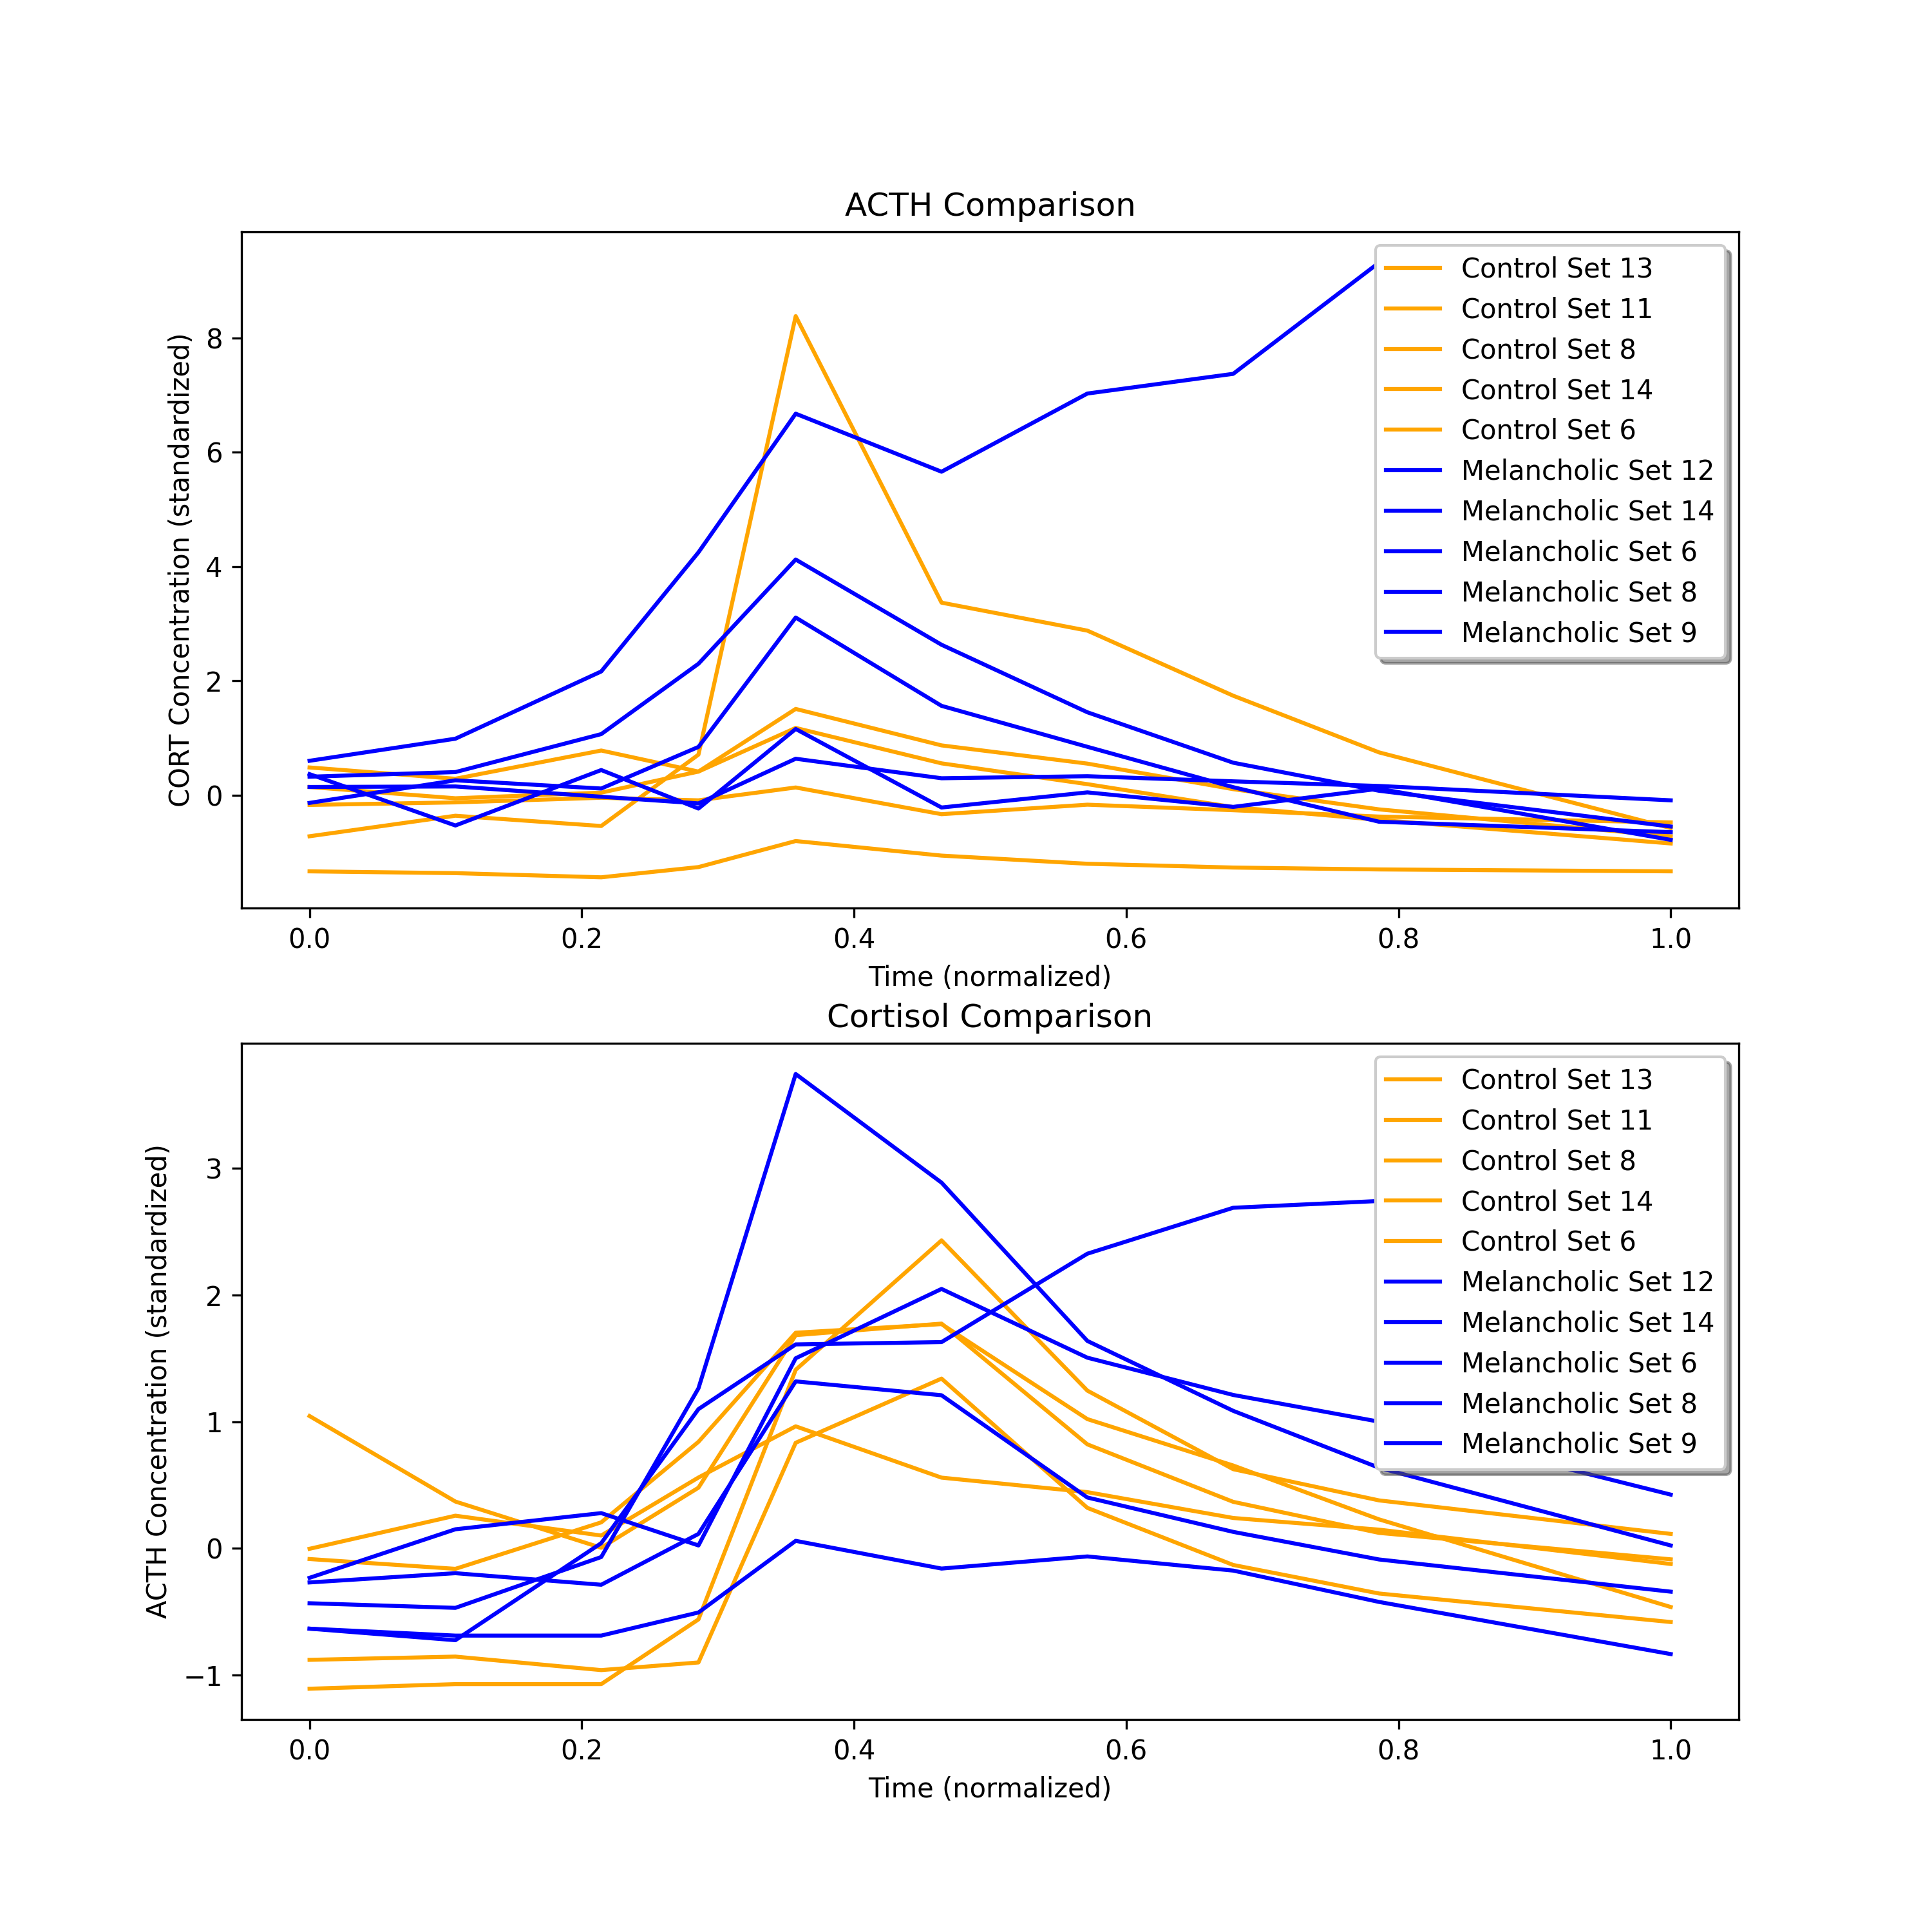 ACTH Comparison
CORT Concentration (standardized)
8
6
4
2
0
0.0 0.2 0.4 0.6 0.8 1.0
Time (normalized)
Control Set 13
Control Set 11
Control Set 8
Control Set 14
Control Set 6
Melancholic Set 12
Melancholic Set 14
Melancholic Set 6
Melancholic Set 8
Melancholic Set 9
Cortisol Comparison
ACTH Concentration (standardized)
3
2
1
0
−1
0.0 0.2 0.4 0.6 0.8 1.0
Time (normalized)
Control Set 13
Control Set 11
Control Set 8
Control Set 14
Control Set 6
Melancholic Set 12
Melancholic Set 14
Melancholic Set 6
Melancholic Set 8
Melancholic Set 9